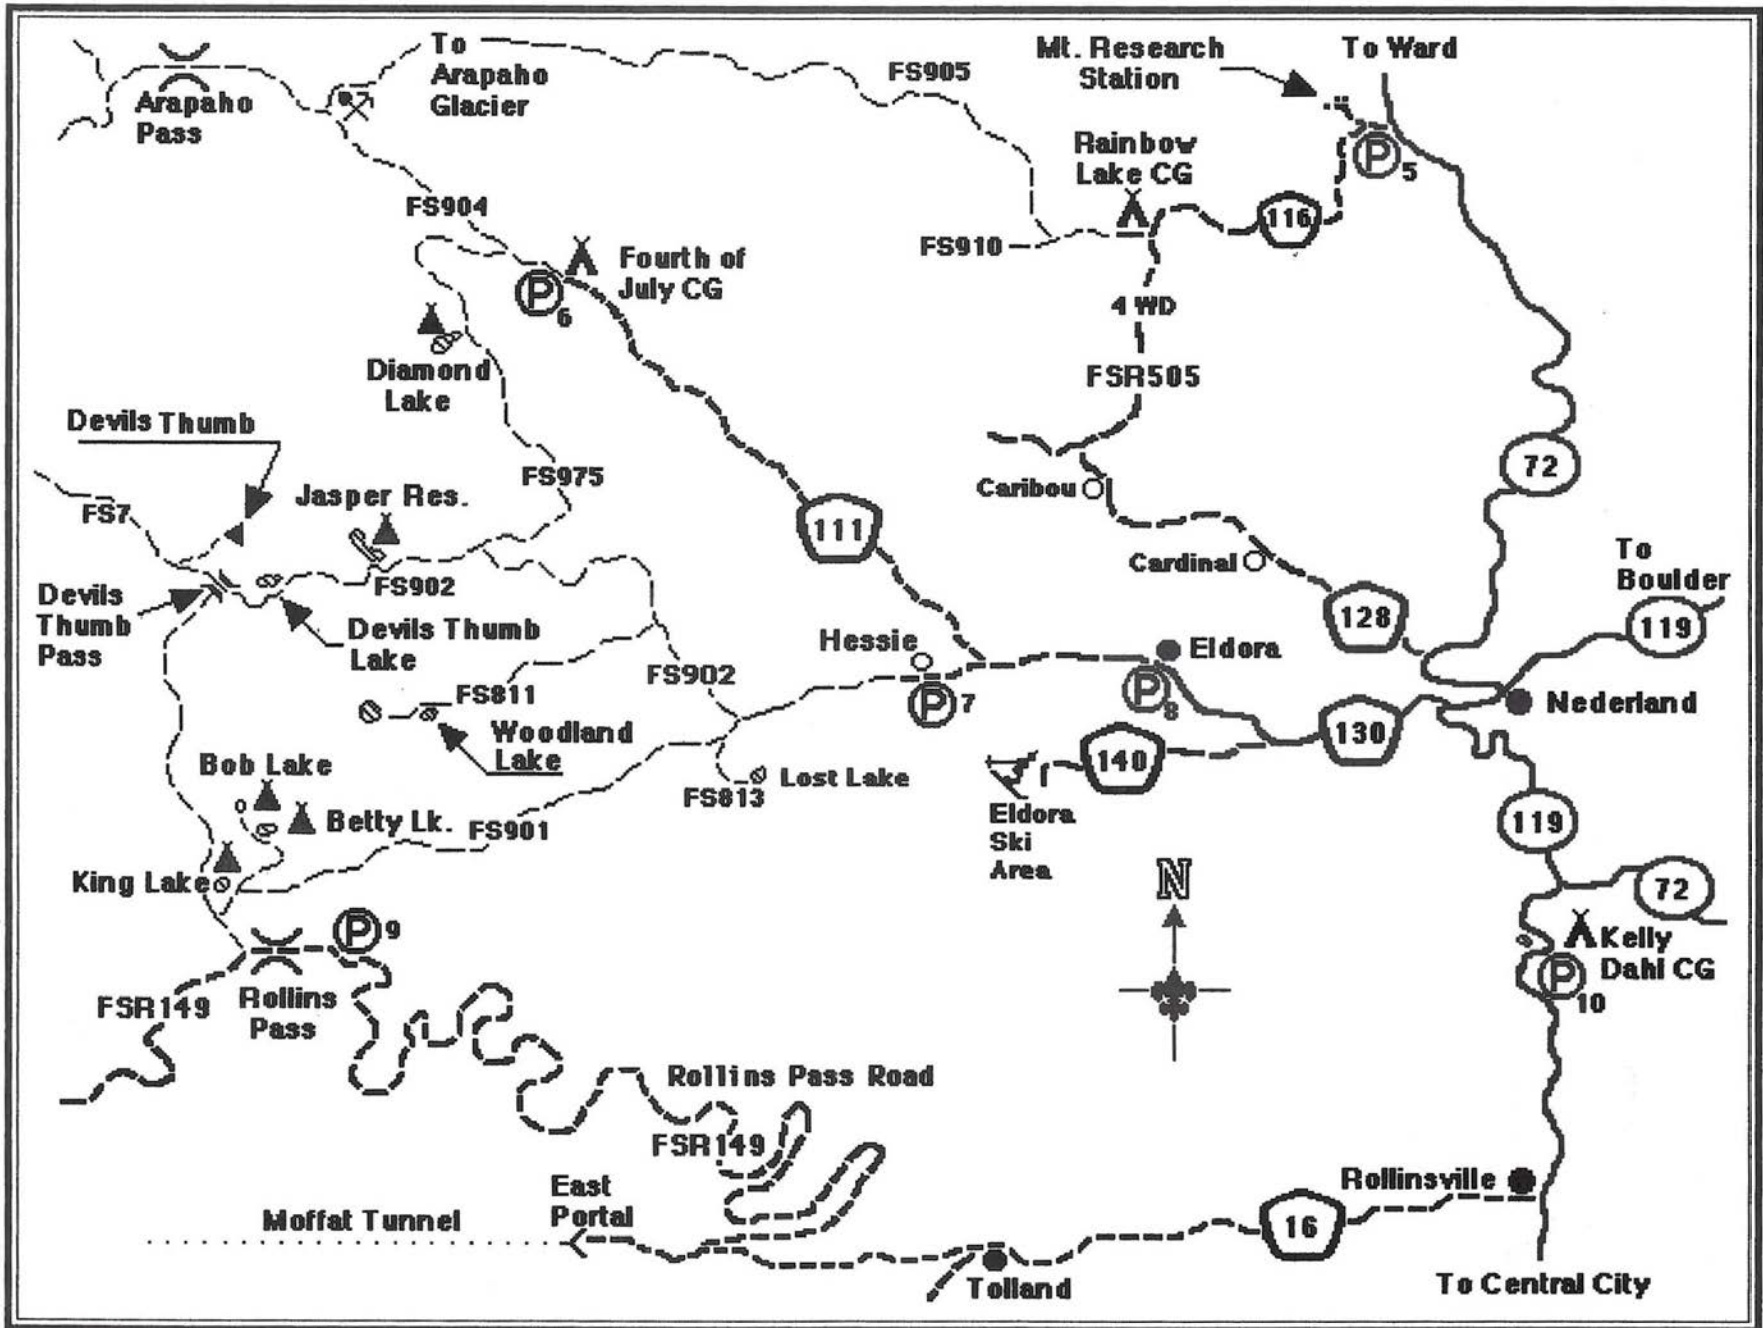 To
Arapaho
Glacier
FS905
Mt. Research
Station
To Ward
Arapaho
Pass
Rainbow
Lake CG
P 5
FS904
116
FS910
Fourth of
July CG
P 6
4 WD
Diamond
Lake
FSR505
Devils Thumb
72
FS975
Jasper Res.
Caribou
FS7
111
To
Boulder
Cardinal
FS902
Devils
Thumb
Pass
128
119
Devils Thumb
Lake
Hessie
Eldora
FS902
FS811
P 7
P 8
Nederland
Woodland
Lake
130
140
Bob Lake
Lost Lake
FS813
Betty Lk.
FS901
Eldora
Ski
Area
119
King Lake
N
72
P 9
Kelly
Dahl CG
P 10
FSR149
Rollins
Pass
Rollins Pass Road
FSR149
East
Portal
Rollinsville
Moffat Tunnel
16
Tolland
To Central City